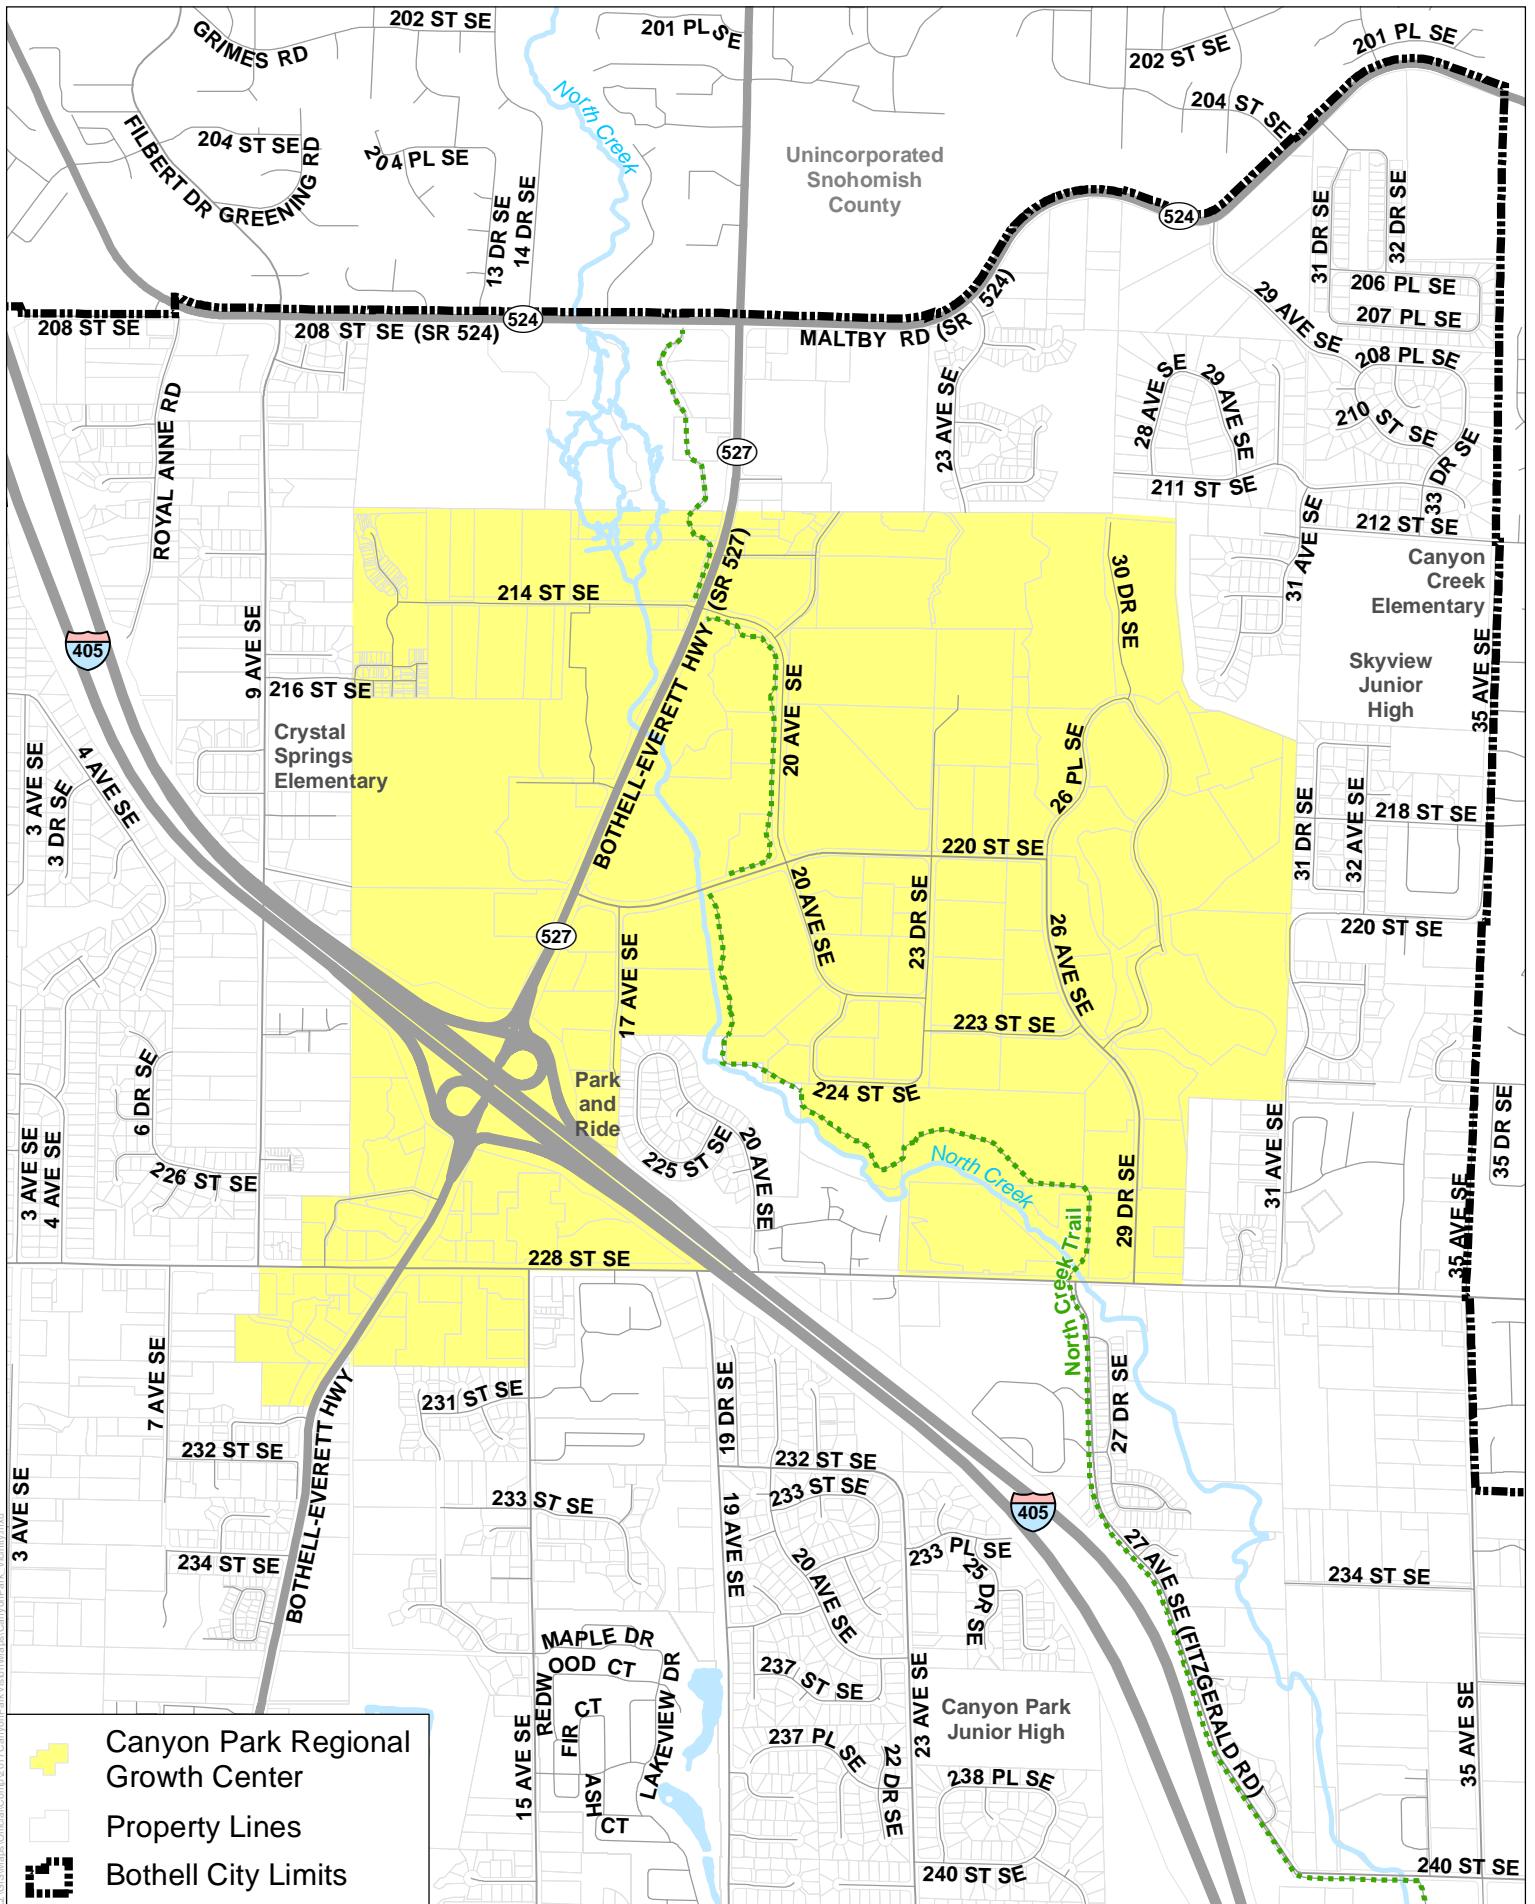 202 ST SE
201 PL SE
GRIMES RD
201 PL SE
202 ST SE
North Creek
204 ST SE
FILBERT DR
204 ST SE
204 PL SE
GREENING RD
Unincorporated
Snohomish
County
13 DR SE
14 DR SE
31 DR SE
32 DR SE
524
206 PL SE
207 PL SE
29 AVE SE
208 ST SE
208 ST SE (SR 524)
524
MALTBY RD (SR 524)
208 PL SE
28 AVE SE
29 AVE SE
210 ST SE
33 DR SE
ROYAL ANNE RD
23 AVE SE
527
211 ST SE
212 ST SE
31 AVE SE
Canyon
Creek
Elementary
30 DR SE
214 ST SE
BOTHELL-EVERETT HWY (SR 527)
405
9 AVE SE
216 ST SE
20 AVE SE
Skyview
Junior
High
35 AVE SE
Crystal
Springs
Elementary
3 AVE SE
3 DR SE
4 AVE SE
26 PL SE
31 DR SE
32 AVE SE
218 ST SE
220 ST SE
20 AVE SE
23 DR SE
26 AVE SE
220 ST SE
527
17 AVE SE
223 ST SE
224 ST SE
Park
and
Ride
6 DR SE
3 AVE SE
4 AVE SE
226 ST SE
225 ST SE
20 AVE SE
North Creek
29 DR SE
31 AVE SE
35 DR SE
35 AVE SE
228 ST SE
North Creek Trail
7 AVE SE
231 ST SE
19 DR SE
27 DR SE
BOTHELL-EVERETT HWY
232 ST SE
232 ST SE
233 ST SE
233 ST SE
405
3 AVE SE
19 AVE SE
234 ST SE
20 AVE SE
233 PL SE
25 DR SE
27 AVE SE (FITZGERALD RD)
234 ST SE
MAPLE DR
REDWOOD CT
FIR CT
LAKEVIEW DR
237 ST SE
23 AVE SE
Canyon Park
Junior High
35 AVE SE
15 AVE SE
ASH CT
237 PL SE
22 DR SE
238 PL SE
240 ST SE
240 ST SE
Canyon Park Regional
Growth Center
Property Lines
Bothell City Limits